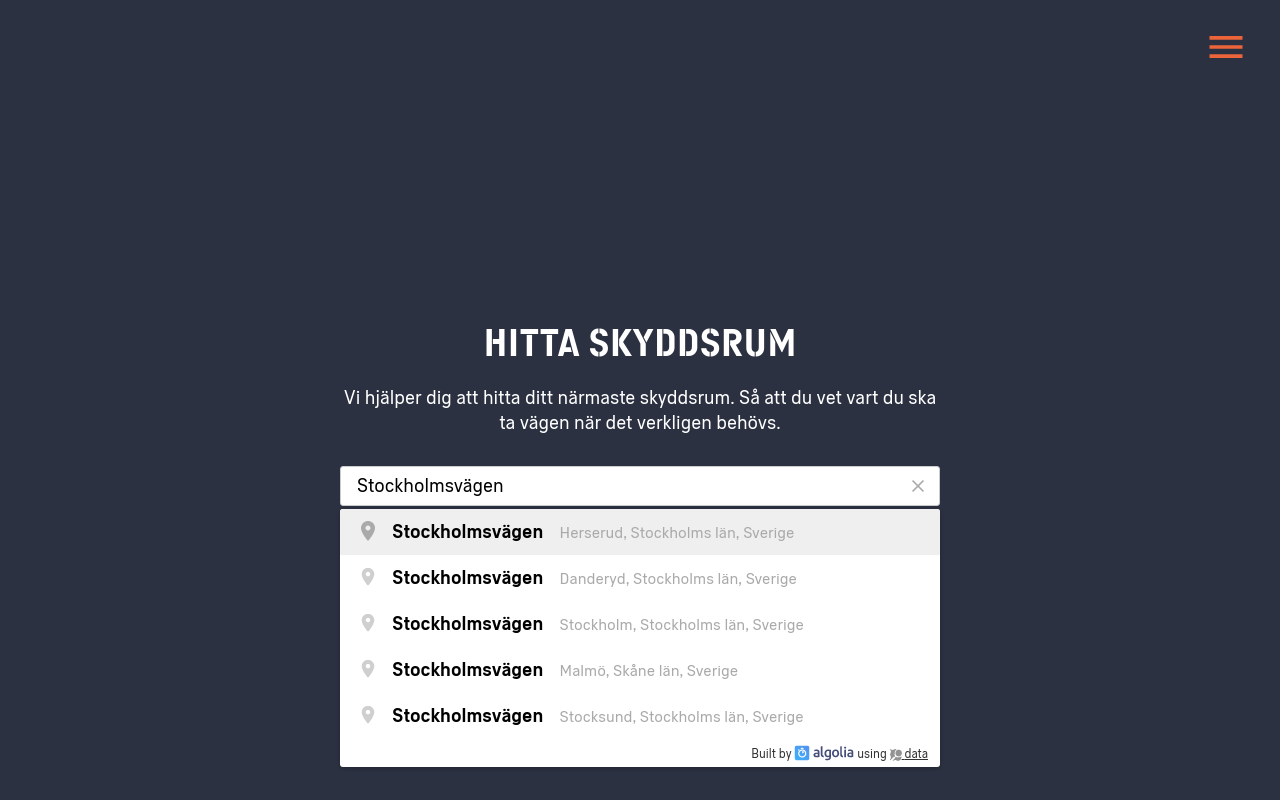 HITTA SKYDDSRUM
Vi hjälper dig att hitta ditt närmaste skyddsrum. Så att du vet vart du ska
ta vägen när det verkligen behövs.
Stockholmsvägen
Stockholmsvägen Herserud, Stockholms län, Sverige
Stockholmsvägen Danderyd, Stockholms län, Sverige
Stockholmsvägen Stockholm, Stockholms län, Sverige
Stockholmsvägen Malmö, Skåne län, Sverige
Stockholmsvägen Stocksund, Stockholms län, Sverige
Built by algolia using data